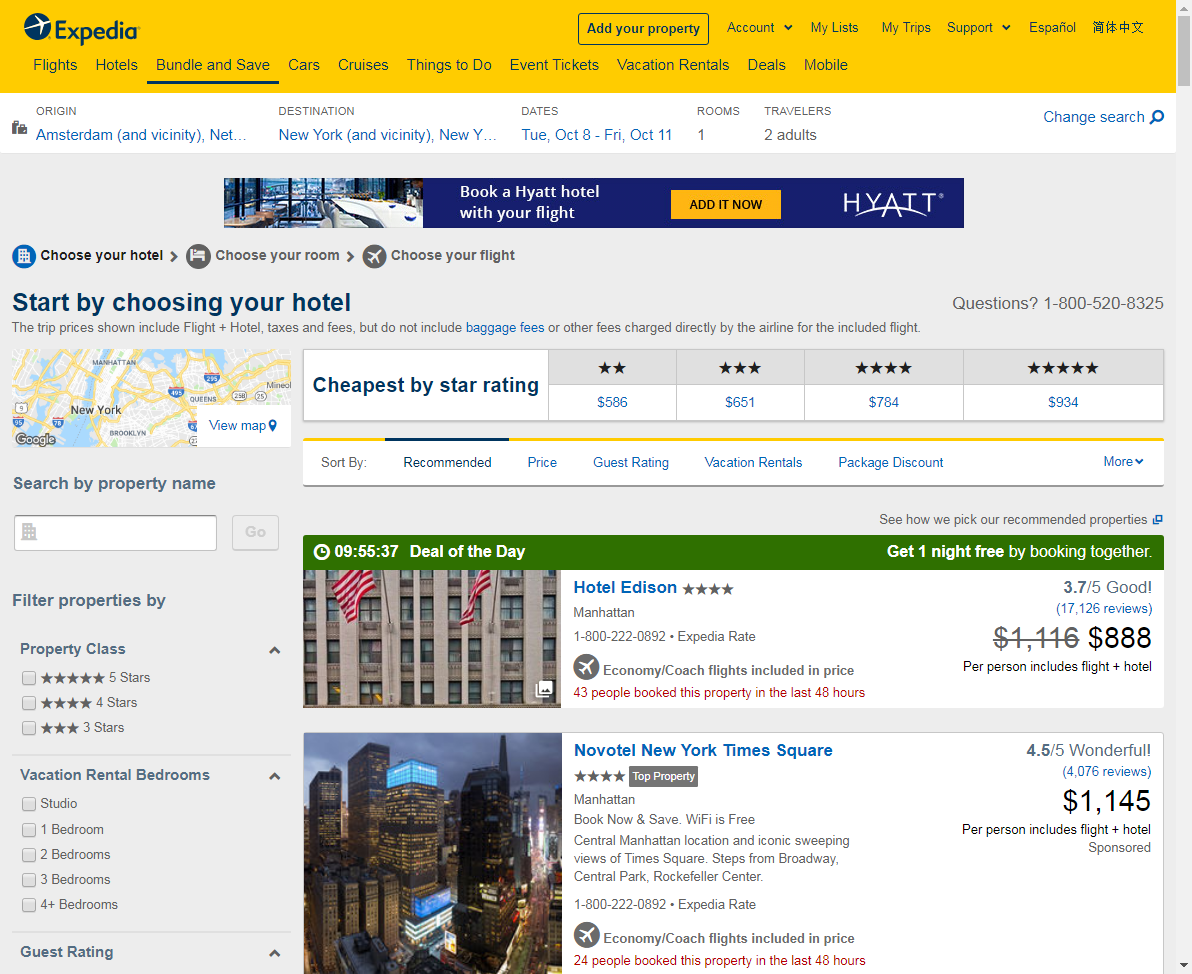 Expedia
Add your property
Account
My Lists
My Trips
Support
Español
简体中文
Flights
Hotels
Bundle and Save
Cars
Cruises
Things to Do
Event Tickets
Vacation Rentals
Deals
Mobile
ORIGIN
Amsterdam (and vicinity), Net…
DESTINATION
New York (and vicinity), New Y…
DATES
Tue, Oct 8 - Fri, Oct 11
ROOMS
1
TRAVELERS
2 adults
Change search
Book a Hyatt hotel
with your flight
ADD IT NOW
HYATT®
Choose your hotel
Choose your room
Choose your flight
Start by choosing your hotel
Questions? 1-800-520-8325
The trip prices shown include Flight + Hotel, taxes and fees, but do not include baggage fees or other fees charged directly by the airline for the included flight.
MANHATTAN
New York
QUEENS
BROOKLYN
Mineol
9
95
78
495
295
25B
25
Google
View map
Cheapest by star rating
★★
★★★
★★★★
★★★★★
$586
$651
$784
$934
Sort By:
Recommended
Price
Guest Rating
Vacation Rentals
Package Discount
More
Search by property name
Go
See how we pick our recommended properties
Filter properties by
Property Class
★★★★★ 5 Stars
★★★★ 4 Stars
★★★ 3 Stars
Vacation Rental Bedrooms
Studio
1 Bedroom
2 Bedrooms
3 Bedrooms
4+ Bedrooms
Guest Rating
09:55:37 Deal of the Day
Get 1 night free by booking together.
Hotel Edison ★★★★
Manhattan
1-800-222-0892 • Expedia Rate
Economy/Coach flights included in price
43 people booked this property in the last 48 hours
3.7/5 Good!
(17,126 reviews)
$1,116 $888
Per person includes flight + hotel
Novotel New York Times Square
★★★★ Top Property
Manhattan
Book Now & Save. WiFi is Free
Central Manhattan location and iconic sweeping
views of Times Square. Steps from Broadway,
Central Park, Rockefeller Center.
1-800-222-0892 • Expedia Rate
Economy/Coach flights included in price
24 people booked this property in the last 48 hours
4.5/5 Wonderful!
(4,076 reviews)
$1,145
Per person includes flight + hotel
Sponsored